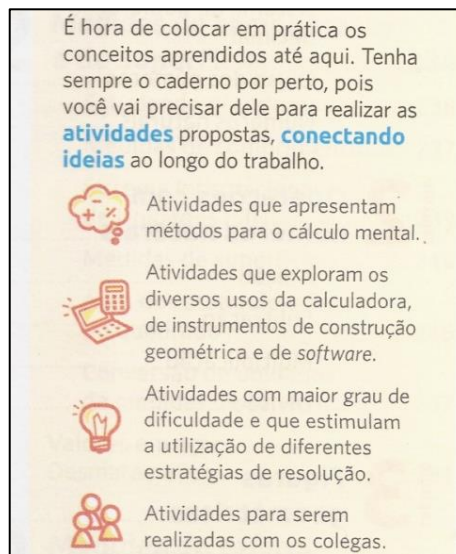 É hora de colocar em prática os
conceitos aprendidos até aqui. Tenha
sempre o caderno por perto, pois
você vai precisar dele para realizar as
atividades propostas, conectando
ideias ao longo do trabalho.
Atividades que apresentam
métodos para o cálculo mental.
Atividades que exploram os
diversos usos da calculadora,
de instrumentos de construção
geométrica e de software.
Atividades com maior grau de
dificuldade e que estimulam
a utilização de diferentes
estratégias de resolução.
Atividades para serem
realizadas com os colegas.